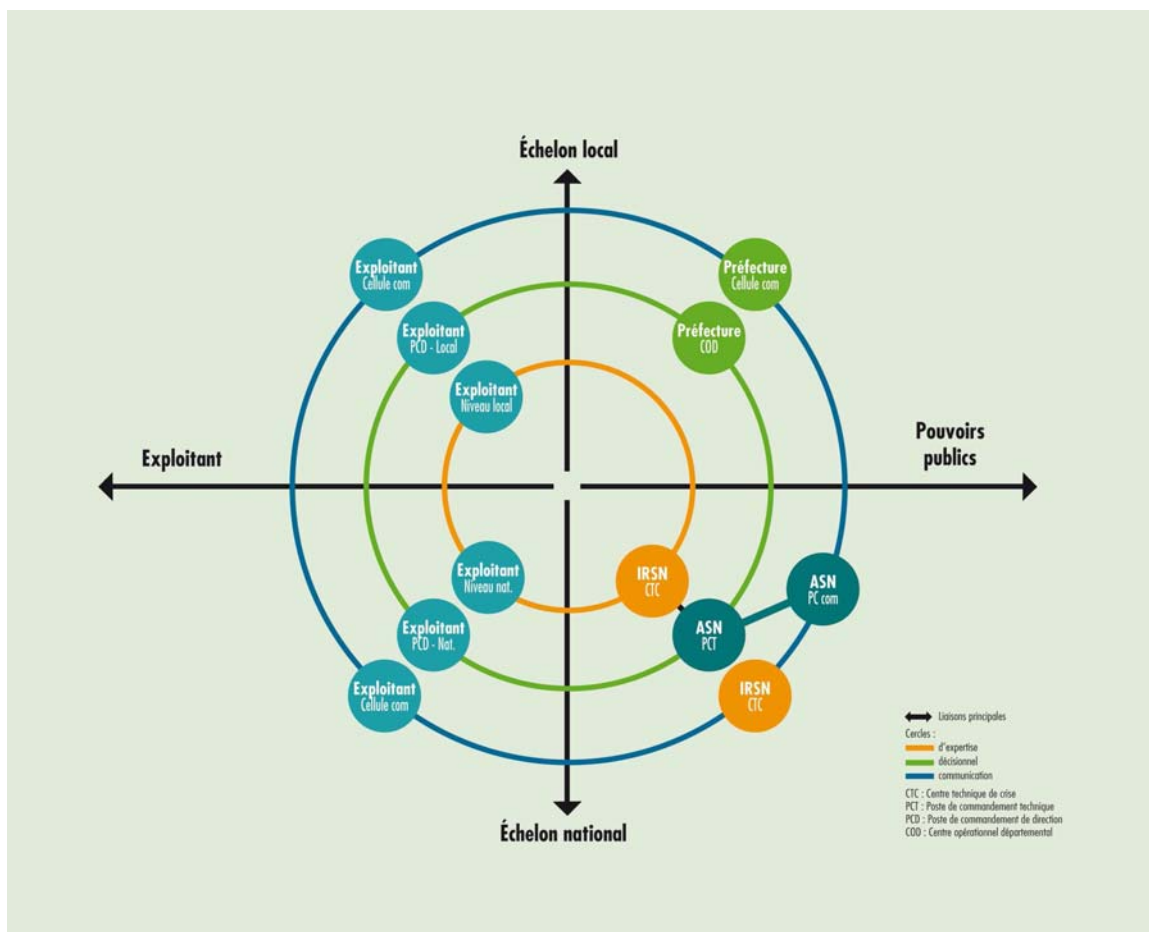 Échelon local
Exploitant
Cellule com
Préfecture
Cellule com
Exploitant
PCD - Local
Préfecture
COD
Exploitant
Niveau local
Exploitant
Pouvoirs
publics
Exploitant
Niveau nat.
IRSN
CTC
ASN
PC com
Exploitant
PCD - Nat.
ASN
PCT
Exploitant
Cellule com
IRSN
CTC
Échelon national
Liaisons principales
Cercles :
d'expertise
décisionnel
communication
CTC : Centre technique de crise
PCT : Poste de commandement technique
PCD : Poste de commandement de direction
COD : Centre opérationnel départemental